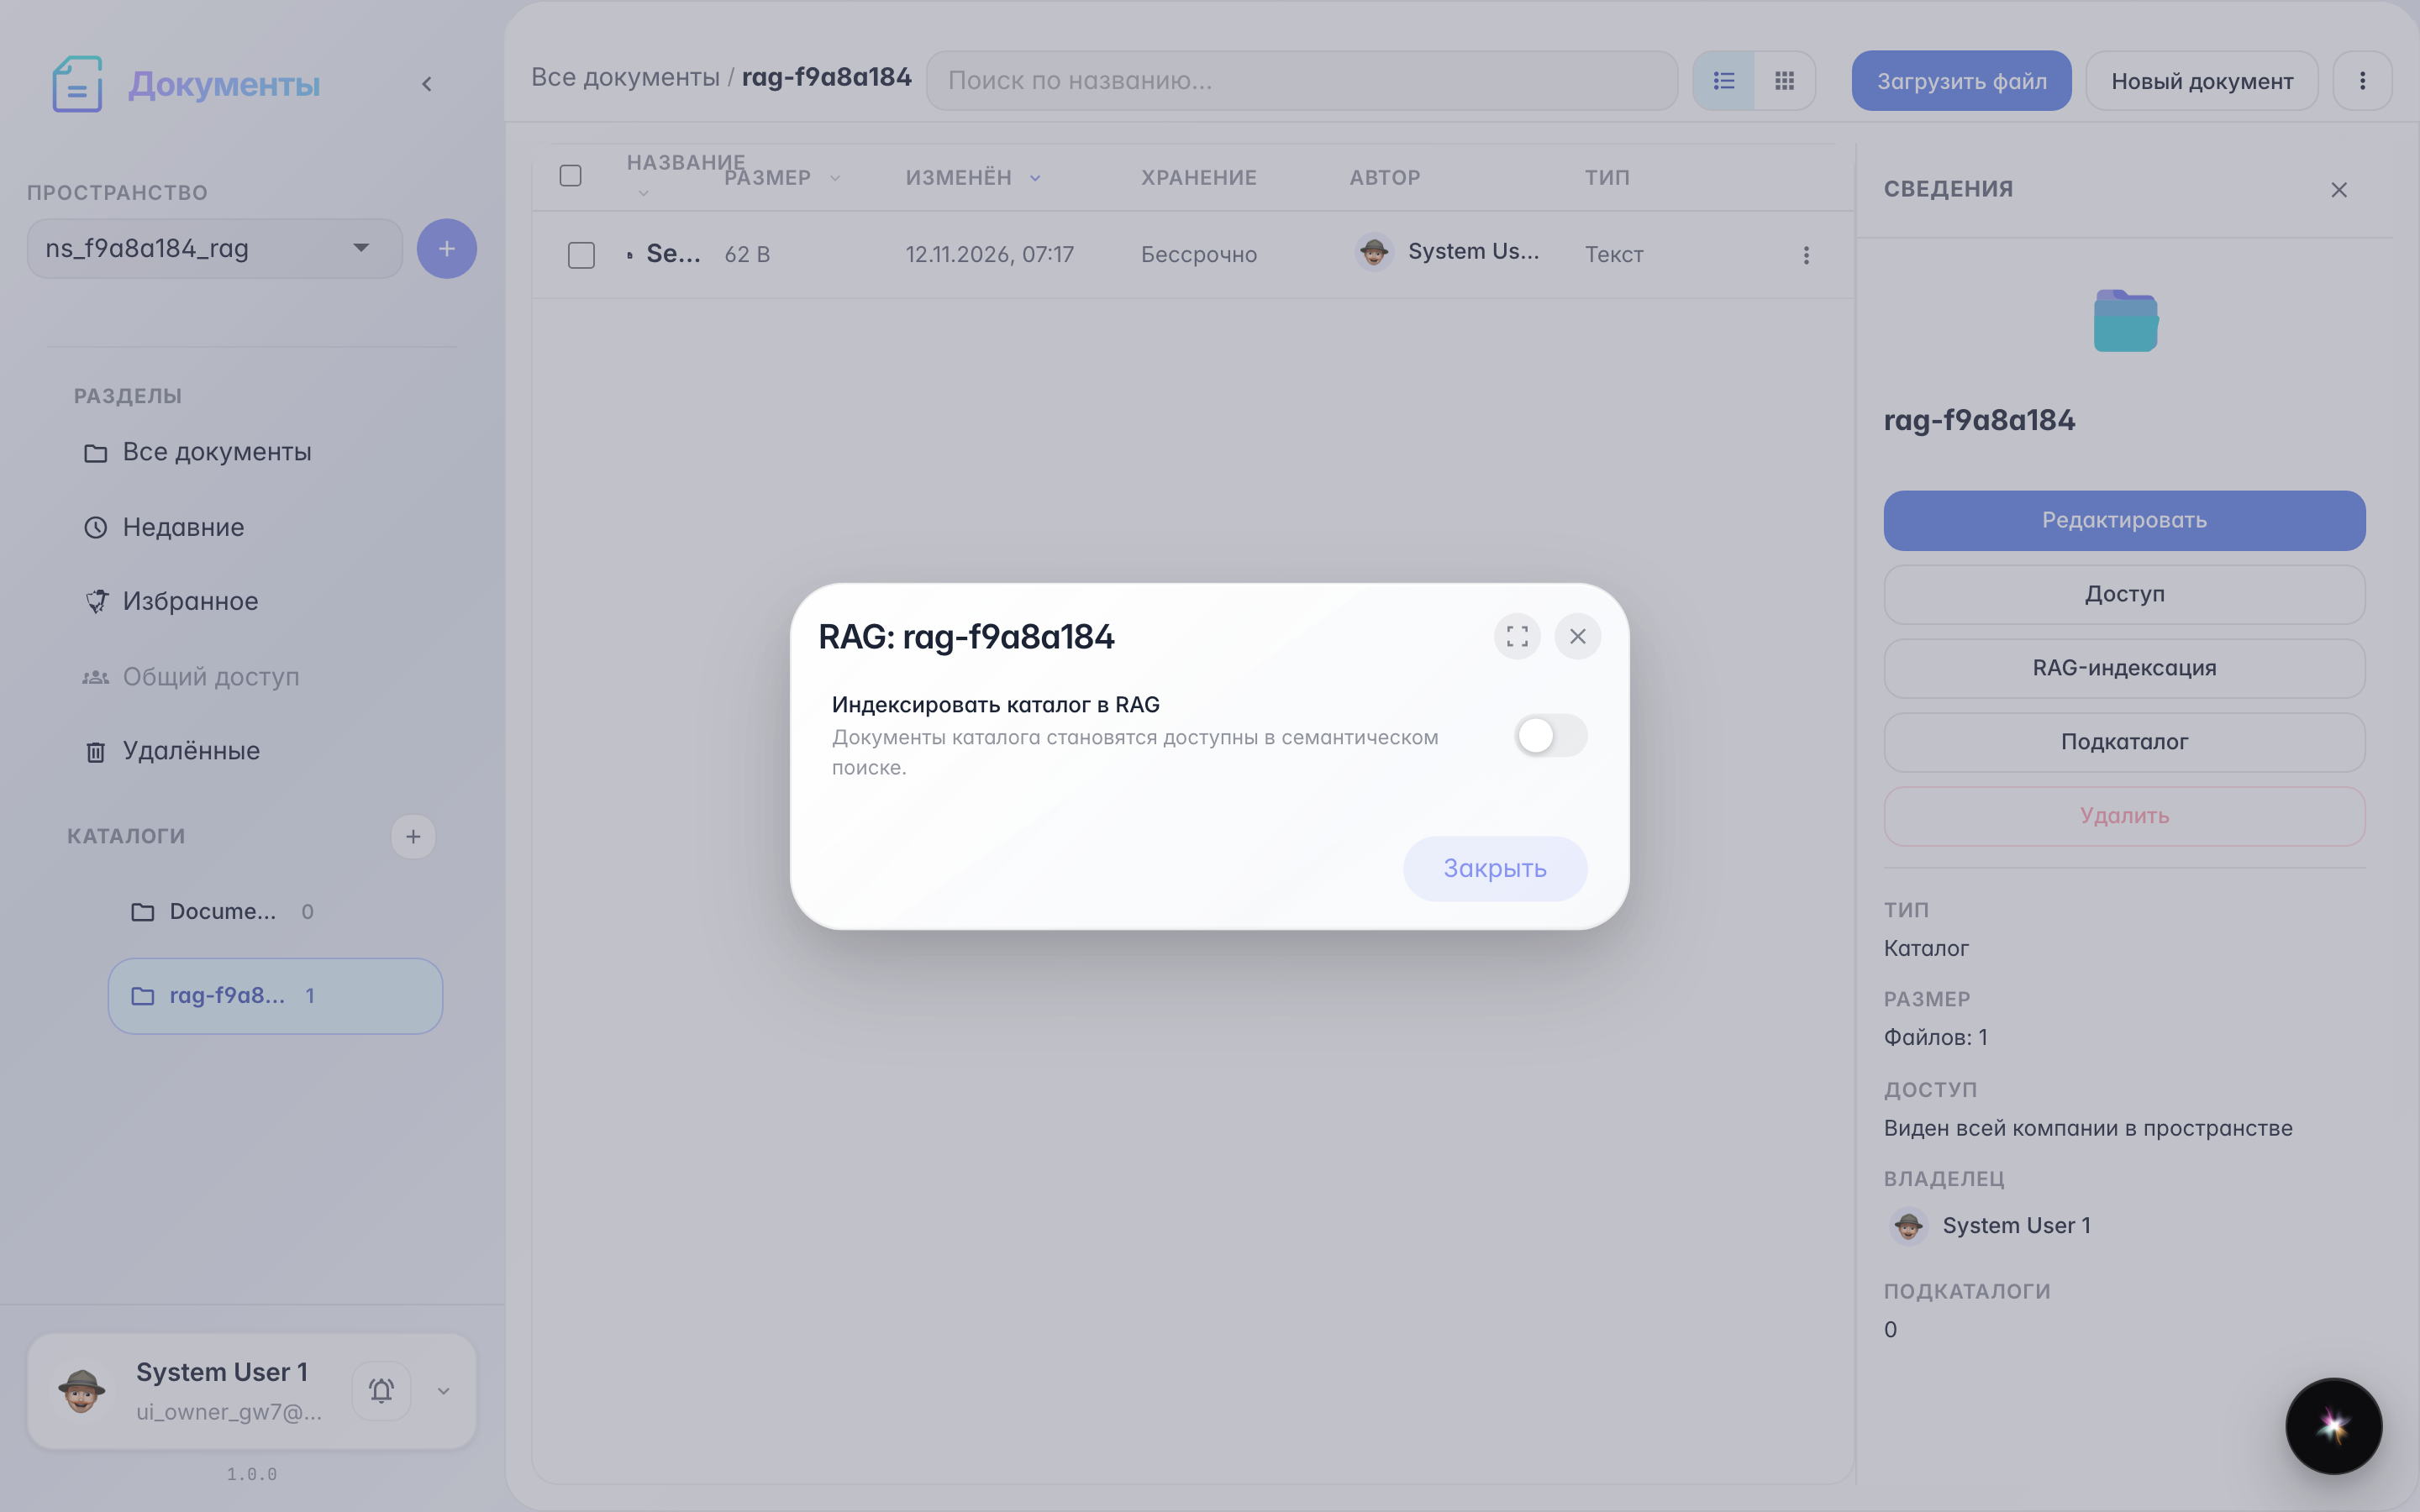 Документы
ПРОСТРАНСТВО
ns_f9a8a184_rag
РАЗДЕЛЫ
Все документы
Недавние
Избранное
Общий доступ
Удалённые
КАТАЛОГИ
Docume... 0
rag-f9a8... 1
System User 1
ui_owner_gw7@...
1.0.0
Все документы / rag-f9a8a184
Поиск по названию...
Загрузить файл
Новый документ
НАЗВАНИЕ РАЗМЕР ИЗМЕНЁН ХРАНЕНИЕ АВТОР ТИП
Se... 62 B 12.11.2026, 07:17 Бессрочно System Us... Текст
RAG: rag-f9a8a184
Индексировать каталог в RAG
Документы каталога становятся доступны в семантическом
поиске.
Закрыть
СВЕДЕНИЯ
rag-f9a8a184
Редактировать
Доступ
RAG-индексация
Подкаталог
Удалить
ТИП
Каталог
РАЗМЕР
Файлов: 1
ДОСТУП
Виден всей компании в пространстве
ВЛАДЕЛЕЦ
System User 1
ПОДКАТАЛОГИ
0